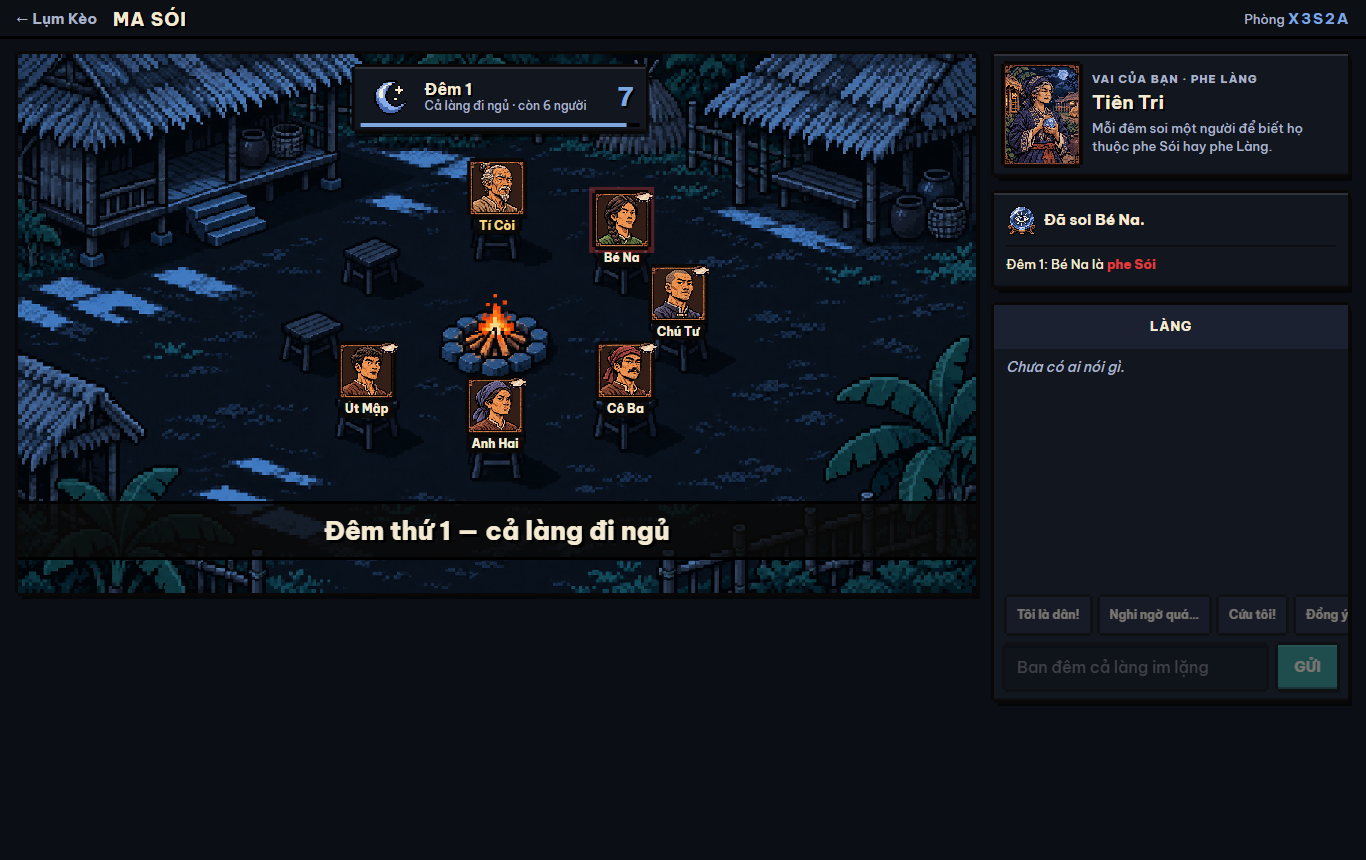 ← Lụm Kèo MA SÓI
Phòng X3S2A
Đêm 1
Cả làng đi ngủ · còn 6 người
7
Tí Còi
Bé Na
Chú Tư
Út Mập
Cô Ba
Anh Hai
Đêm thứ 1 — cả làng đi ngủ
VAI CỦA BẠN · PHE LÀNG
Tiên Tri
Mỗi đêm soi một người để biết họ
thuộc phe Sói hay phe Làng.
Đã soi Bé Na.
Đêm 1: Bé Na là phe Sói
LÀNG
Chưa có ai nói gì.
Tôi là dân!
Nghi ngờ quá...
Cứu tôi!
Đồng ý
Ban đêm cả làng im lặng
GỬI